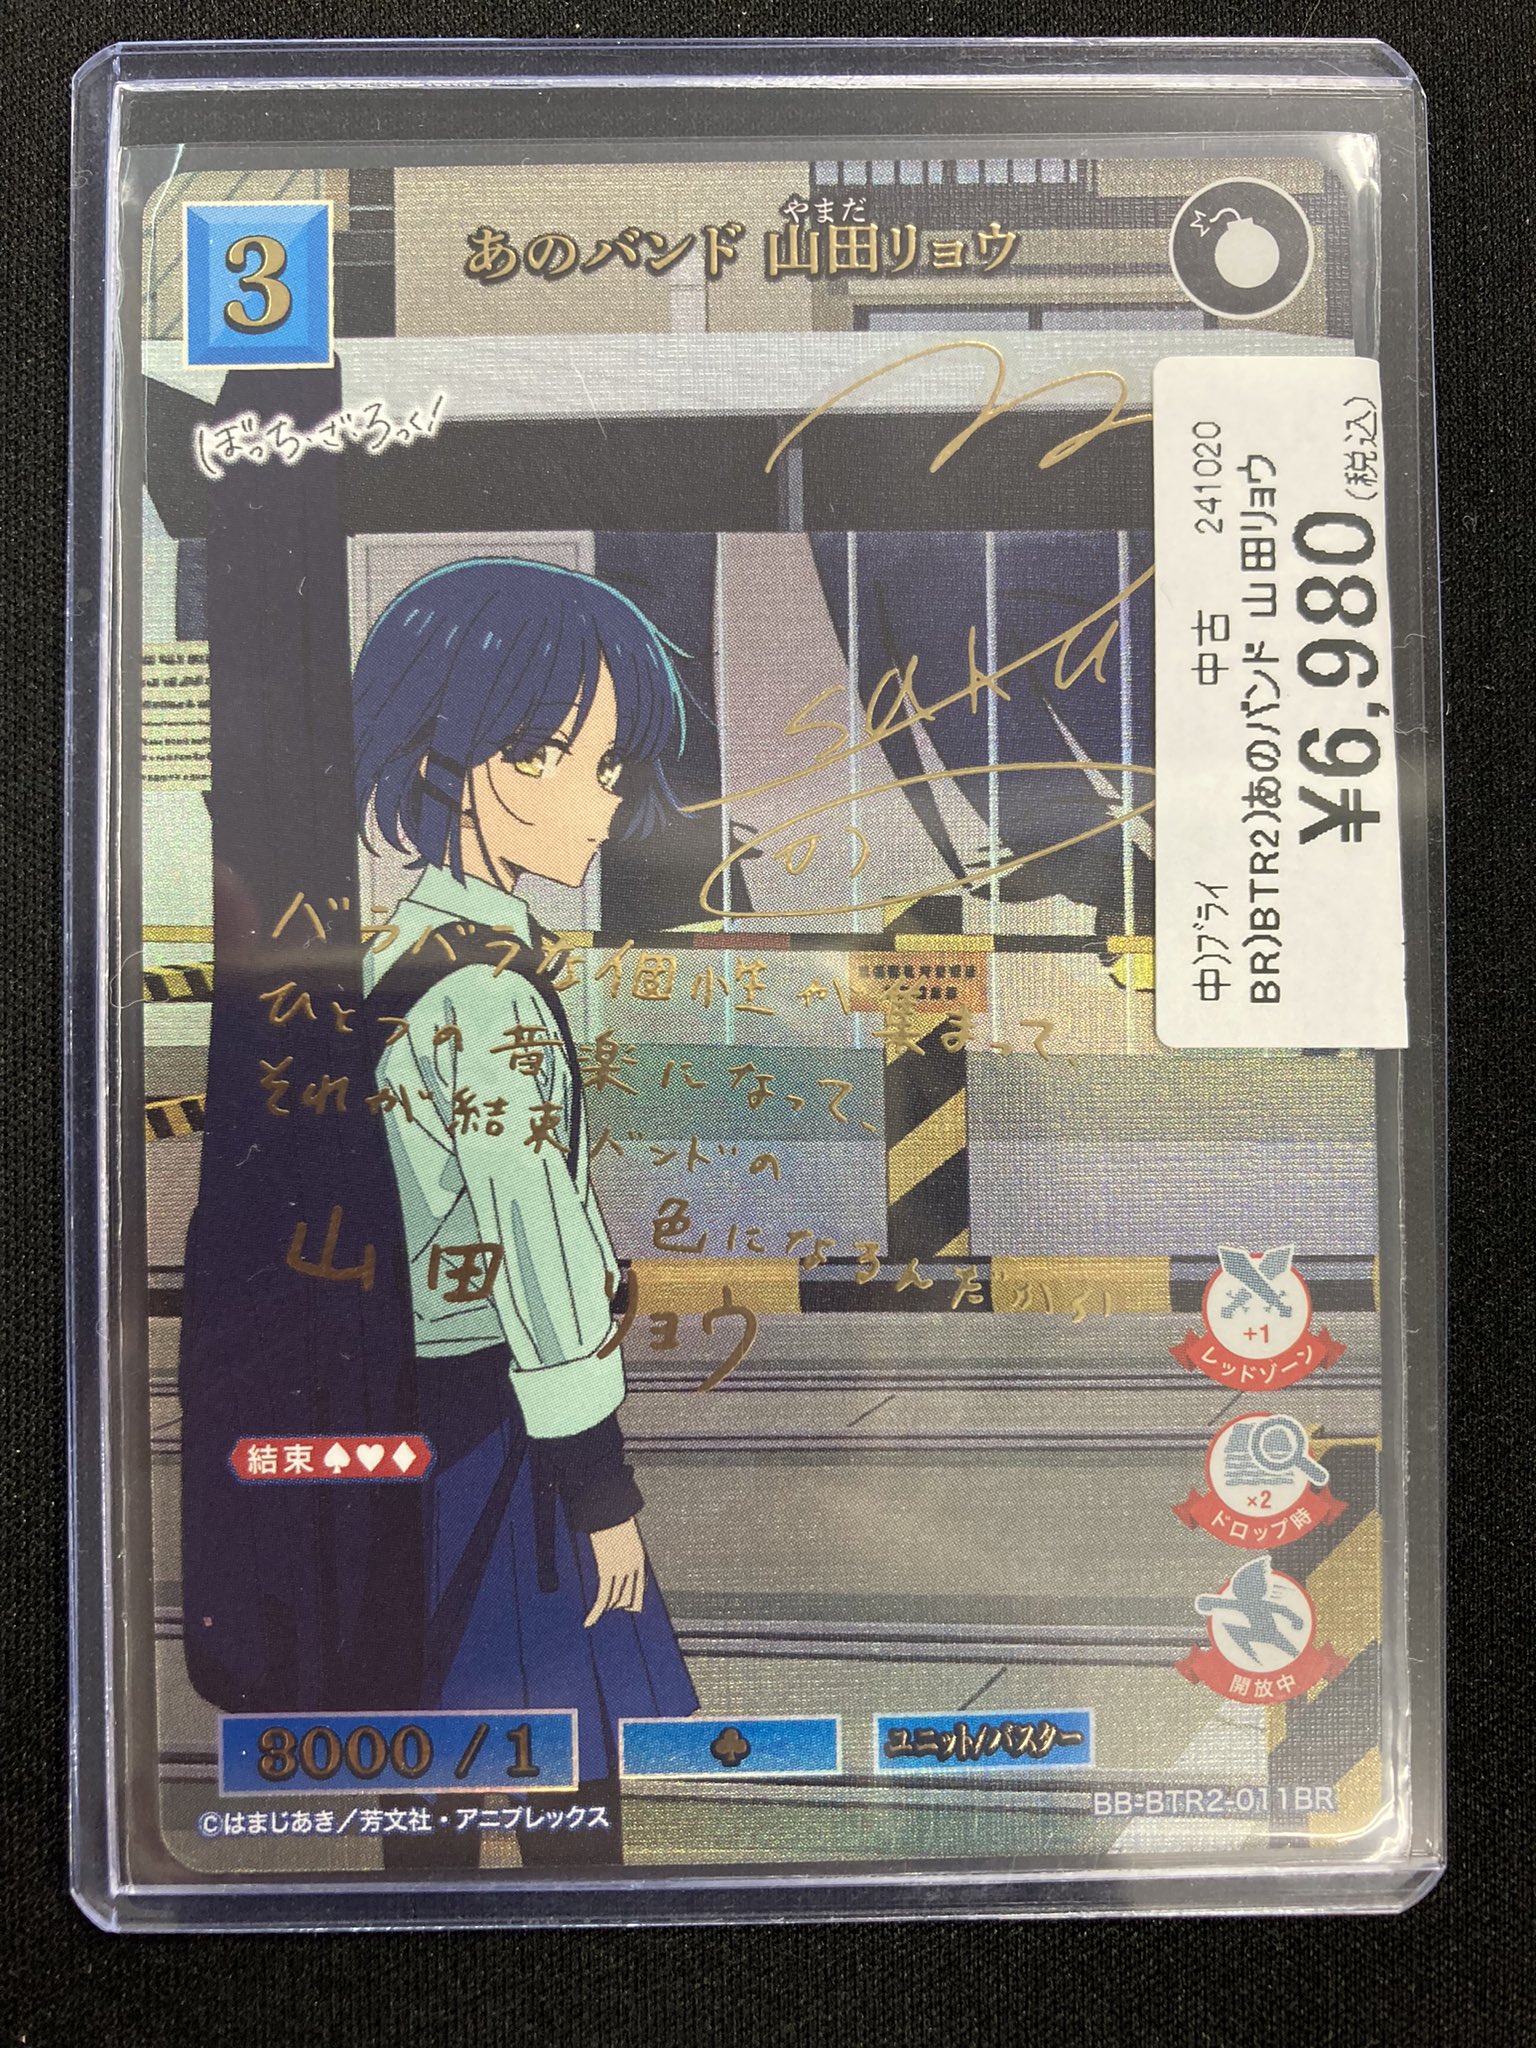 3
やまだ
あのバンド 山田リョウ
ぼっち・ざ・ろっく!
saku
の
バラバラな個性が集まって、
ひとつの音楽になって、
それが結束バンドの
色になるんだから
山田 リョウ
中)ブライ 中古 241020
BR)BTR2)あのバンド 山田リョウ
¥6,980(税込)
+1
レッドゾーン
結束♠♥♦
×2
ドロップ時
開放中
3000 / 1
♣
ユニット/バスター
BB-BTR2-011BR
©はまじあき/芳文社・アニプレックス